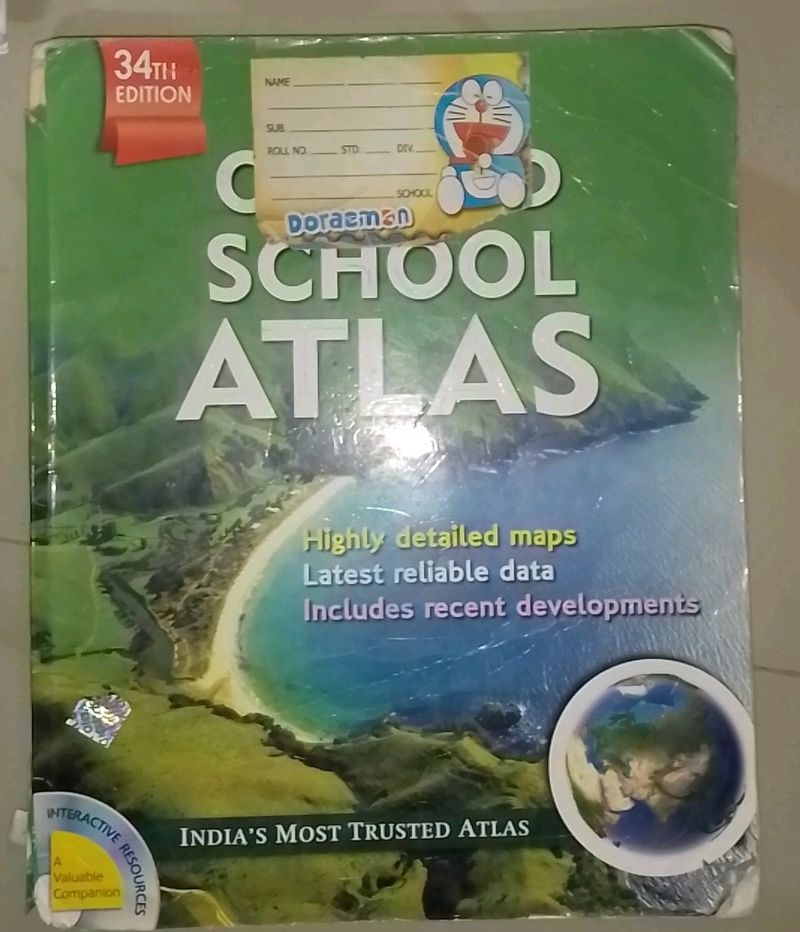 34TH
EDITION
NAME
SUB.
ROLL NO. STD. DIV.
SCHOOL
Doraemon
SCHOOL
ATLAS
Highly detailed maps
Latest reliable data
Includes recent developments
INDIA'S MOST TRUSTED ATLAS
INTERACTIVE RESOURCES
A
Valuable
Companion